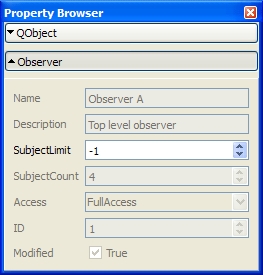 Property Browser
QObject
Observer
Name Observer A
Description Top level observer
SubjectLimit -1
SubjectCount 4
Access FullAccess
ID 1
Modified True